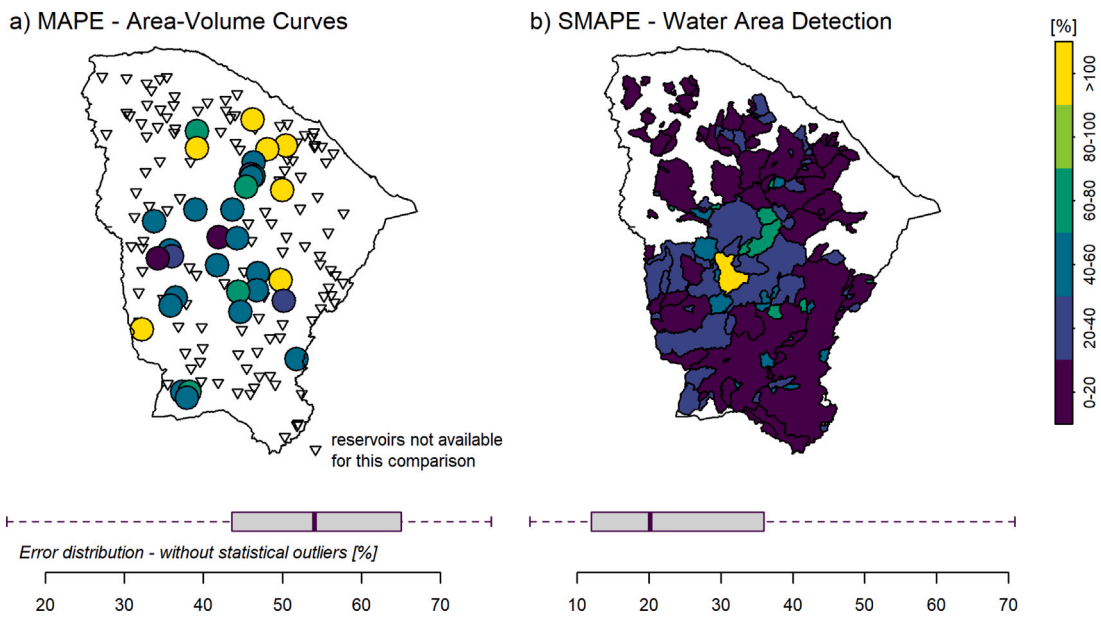 a) MAPE - Area-Volume Curves
b) SMAPE - Water Area Detection
[%]
>100
80-100
60-80
40-60
20-40
0-20
reservoirs not available
for this comparison
Error distribution - without statistical outliers [%]
20 30 40 50 60 70
10 20 30 40 50 60 70